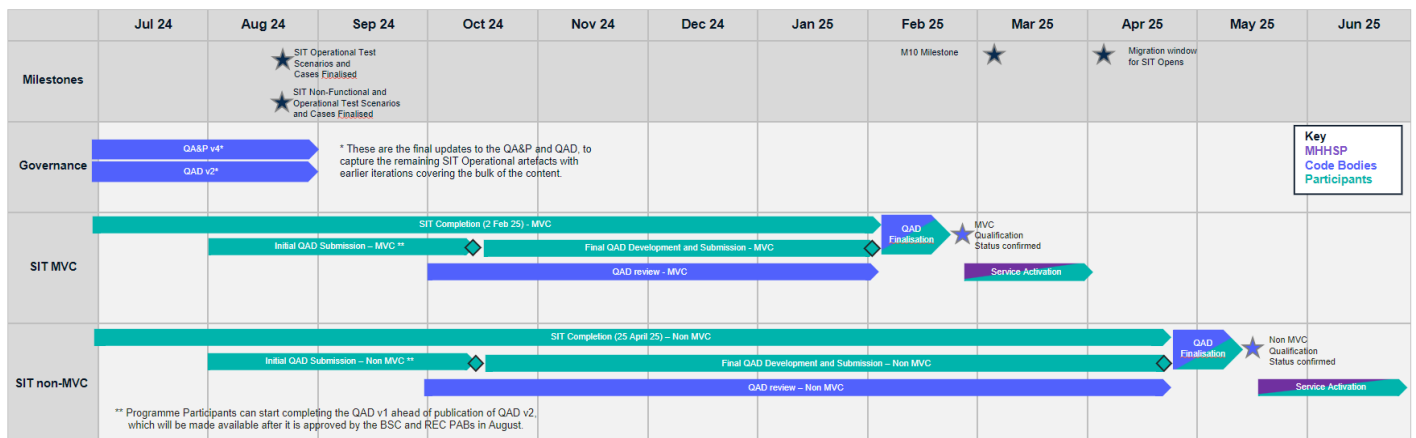 Jul 24 Aug 24 Sep 24 Oct 24 Nov 24 Dec 24 Jan 25 Feb 25 Mar 25 Apr 25 May 25 Jun 25
Milestones
SIT Operational Test
Scenarios and
Cases Finalised
SIT Non-Functional and
Operational Test Scenarios
and Cases Finalised
M10 Milestone
Migration window
for SIT Opens
Governance
QA&P v4*
QAD v2*
* These are the final updates to the QA&P and QAD, to
capture the remaining SIT Operational artefacts with
earlier iterations covering the bulk of the content.
Key
MHHSP
Code Bodies
Participants
SIT MVC
SIT Completion (2 Feb 25) - MVC
Initial QAD Submission – MVC **
Final QAD Development and Submission - MVC
QAD review - MVC
QAD
Finalisation
MVC
Qualification
Status confirmed
Service Activation
SIT non-MVC
SIT Completion (25 April 25) – Non MVC
Initial QAD Submission – Non MVC **
Final QAD Development and Submission – Non MVC
QAD review – Non MVC
QAD
Finalisation
Non MVC
Qualification
Status confirmed
Service Activation
** Programme Participants can start completing the QAD v1 ahead of publication of QAD v2,
which will be made available after it is approved by the BSC and REC PABs in August.